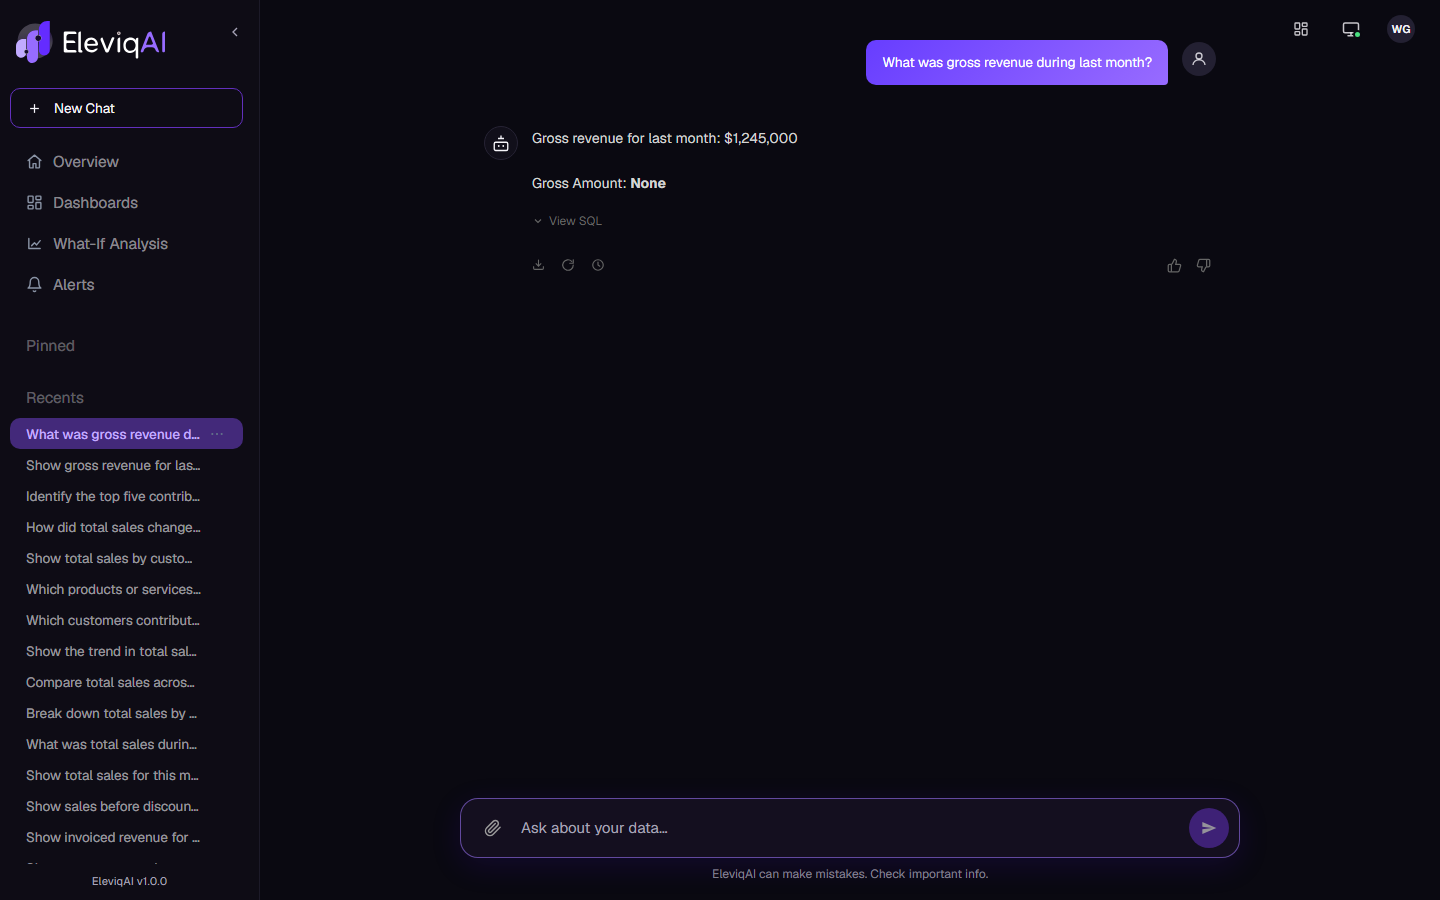 EleviqAI
New Chat
Overview
Dashboards
What-If Analysis
Alerts
Pinned
Recents
What was gross revenue d...
Show gross revenue for las...
Identify the top five contrib...
How did total sales change...
Show total sales by custo...
Which products or services...
Which customers contribut...
Show the trend in total sal...
Compare total sales acros...
Break down total sales by ...
What was total sales durin...
Show total sales for this m...
Show sales before discoun...
Show invoiced revenue for ...
EleviqAI v1.0.0
WG
What was gross revenue during last month?
Gross revenue for last month: $1,245,000
Gross Amount: None
View SQL
Ask about your data...
EleviqAI can make mistakes. Check important info.